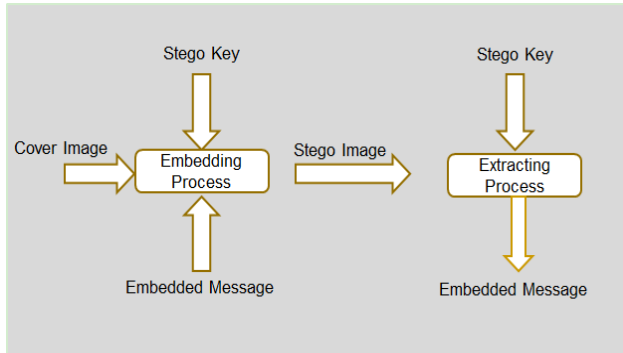 Stego Key
Stego Key
Cover Image
Embedding
Process
Stego Image
Extracting
Process
Embedded Message
Embedded Message